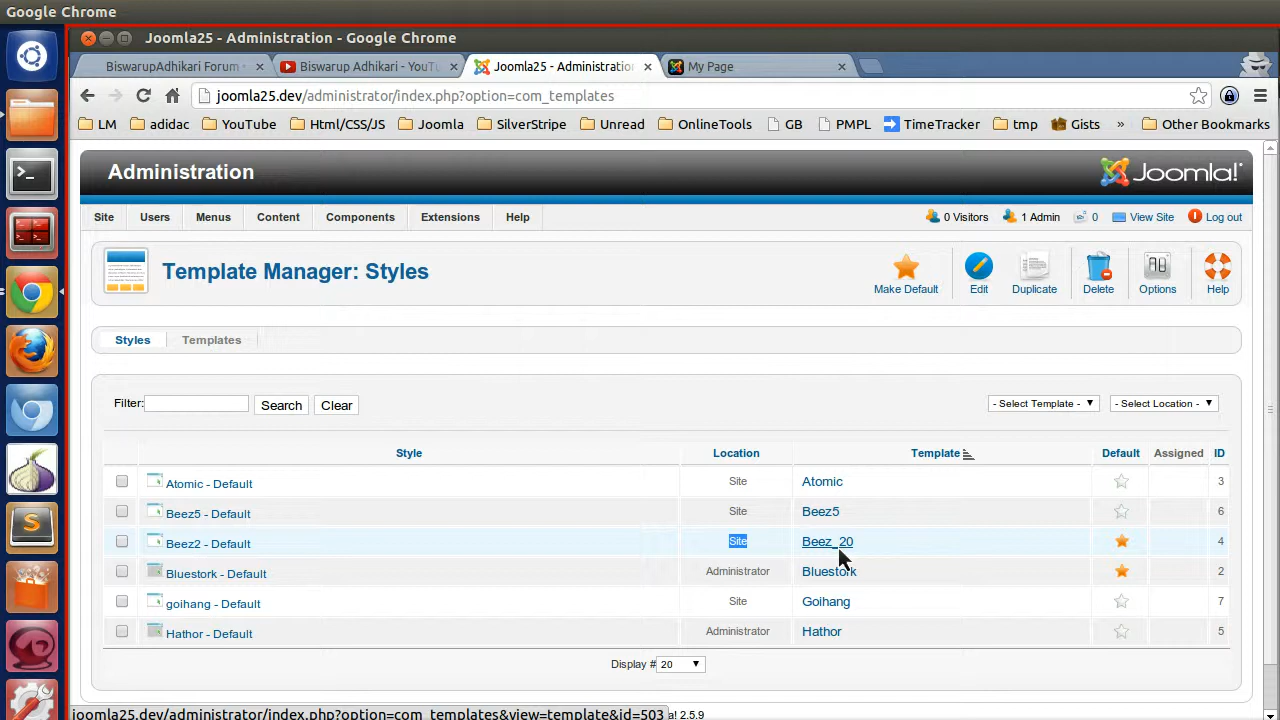 Google Chrome
Joomla25 - Administration - Google Chrome
BiswarupAdhikari Forum
Biswarup Adhikari - YouTu
Joomla25 - Administration
My Page
joomla25.dev/administrator/index.php?option=com_templates
LM adidac YouTube Html/CSS/JS Joomla SilverStripe Unread OnlineTools GB PMPL TimeTracker tmp Gists » Other Bookmarks
Administration
Joomla!
Site Users Menus Content Components Extensions Help
0 Visitors 1 Admin 0 View Site Log out
Template Manager: Styles
Make Default Edit Duplicate Delete Options Help
Styles Templates
Filter: Search Clear - Select Template - - Select Location -
Style Location Template Default Assigned ID
Atomic - Default Site Atomic 3
Beez5 - Default Site Beez5 6
Beez2 - Default Site Beez_20 4
Bluestork - Default Administrator Bluestork 2
goihang - Default Site Goihang 7
Hathor - Default Administrator Hathor 5
Display # 20
joomla25.dev/administrator/index.php?option=com_templates&view=template&id=503
a! 2.5.9